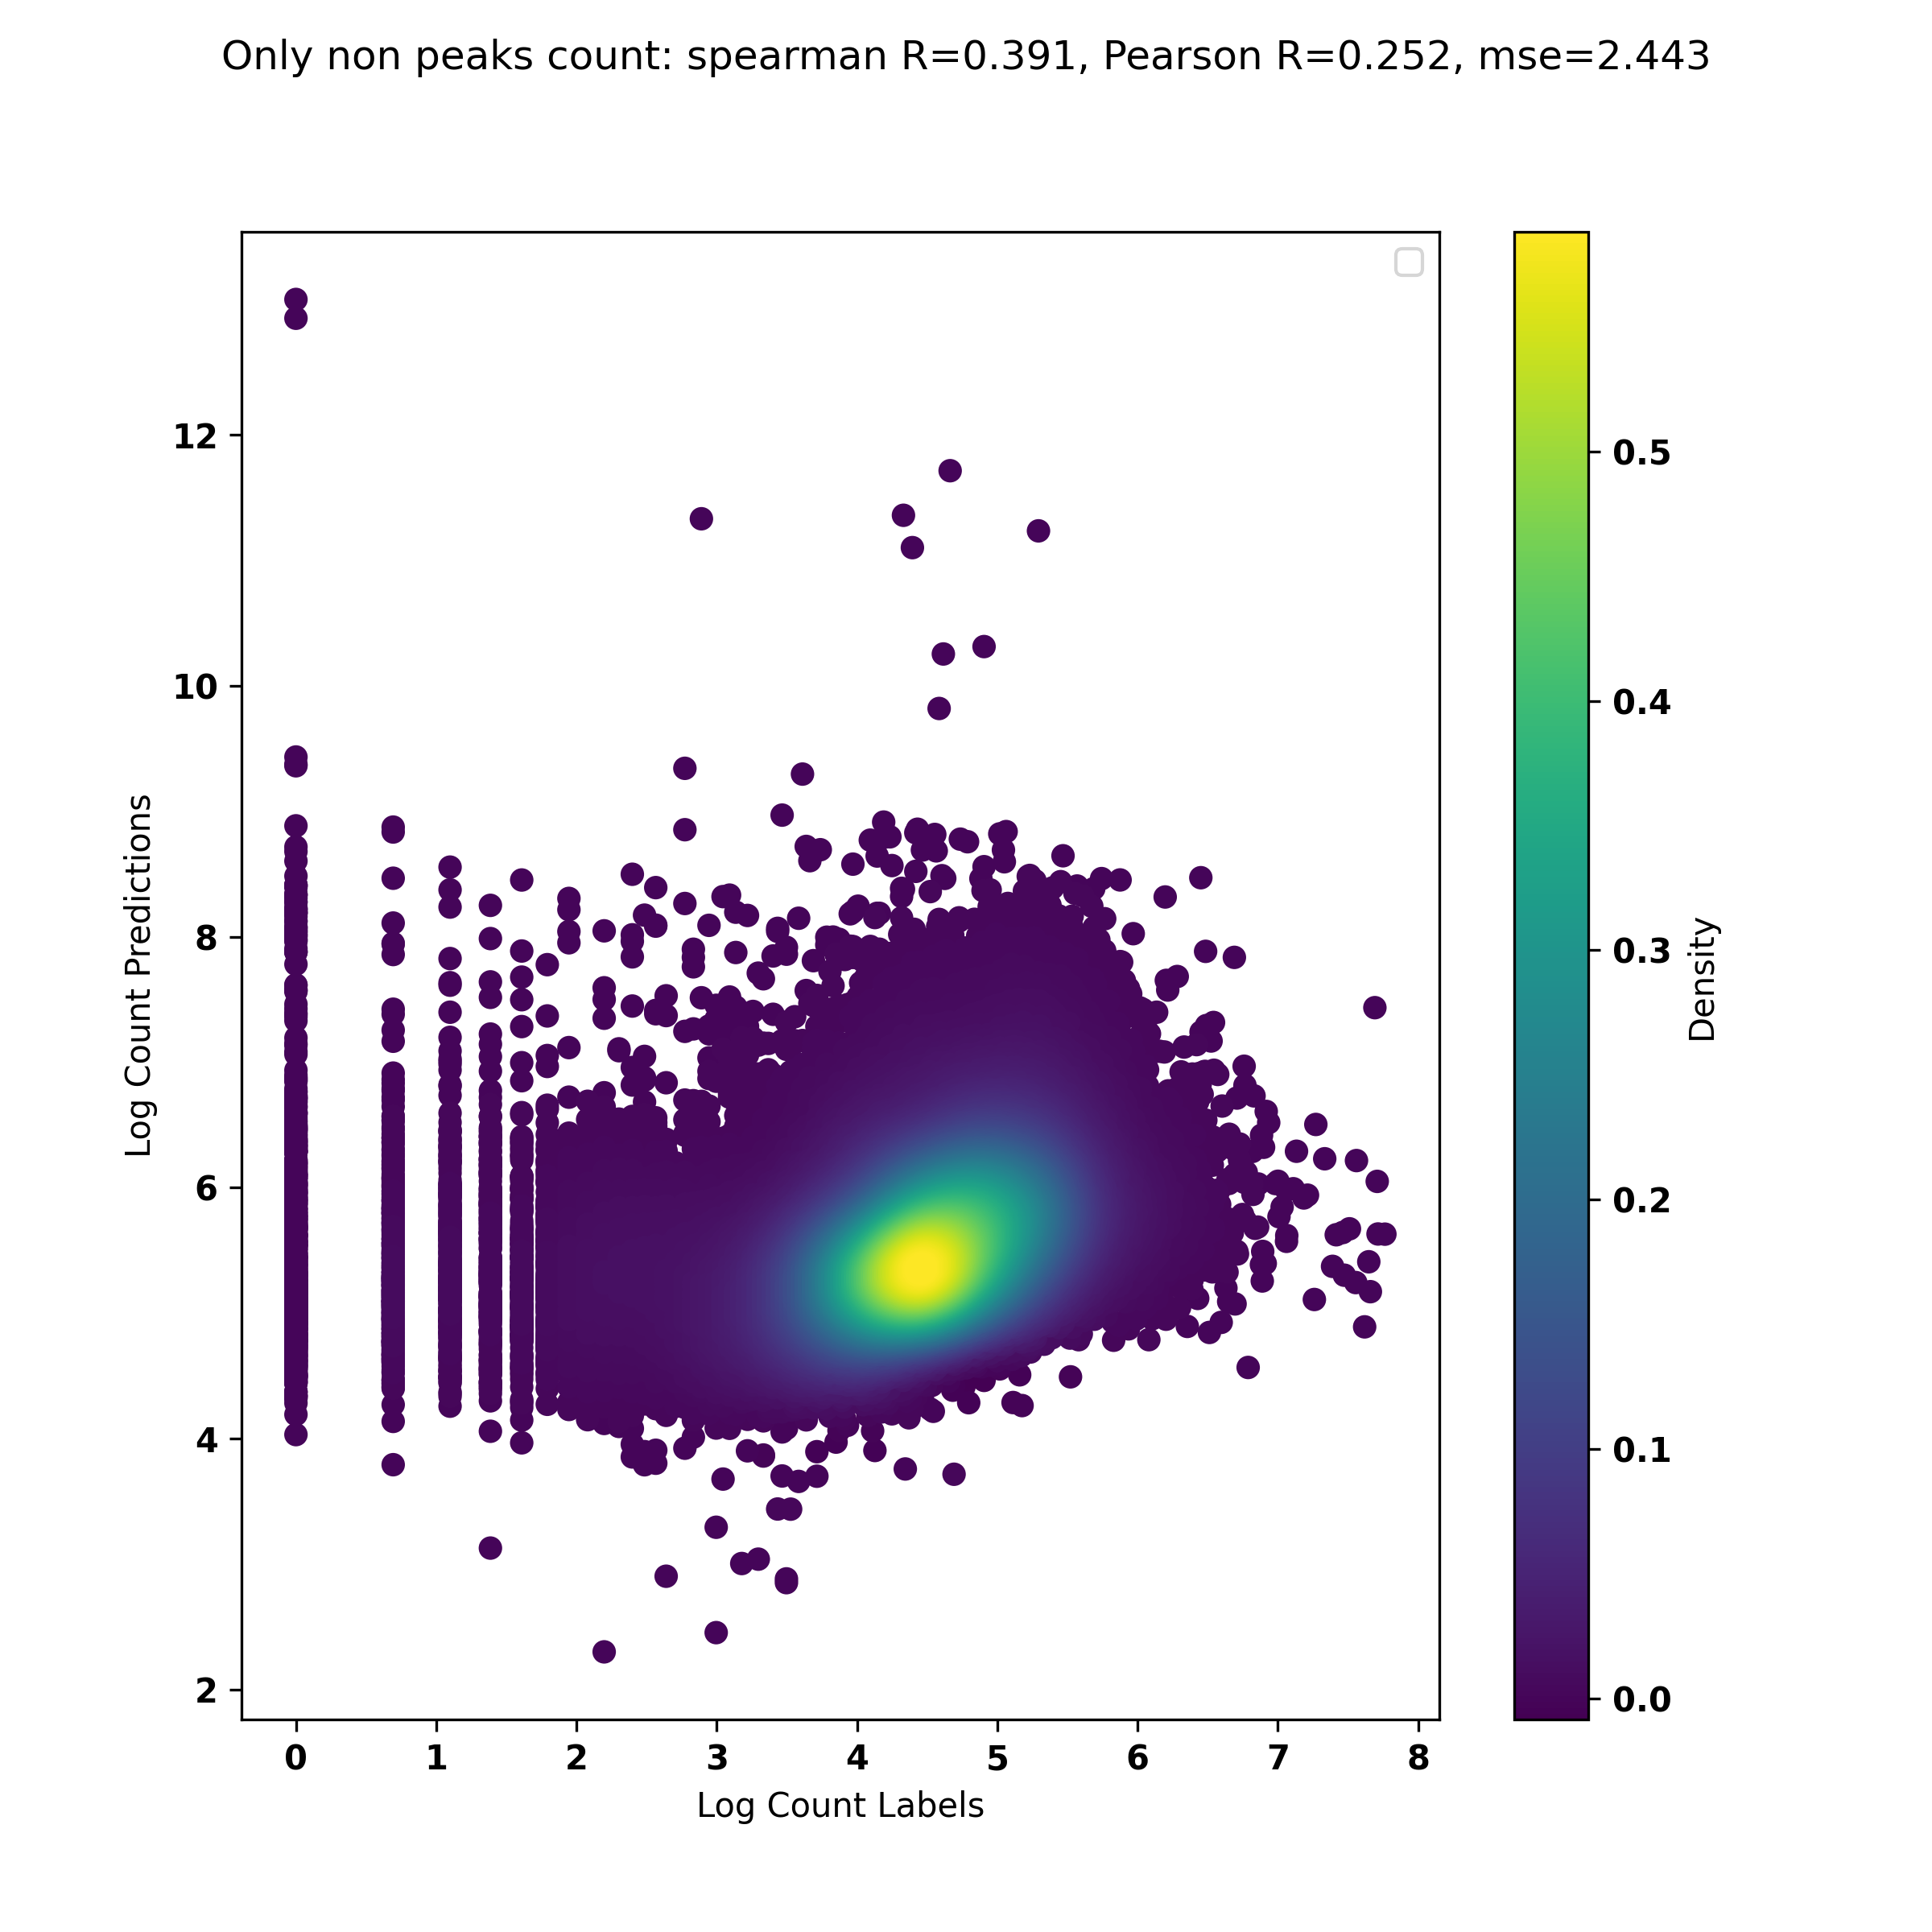 Only non peaks count: spearman R=0.391, Pearson R=0.252, mse=2.443
12
10
8
6
4
2
Log Count Predictions
0 1 2 3 4 5 6 7 8
Log Count Labels
0.5
0.4
0.3
0.2
0.1
0.0
Density